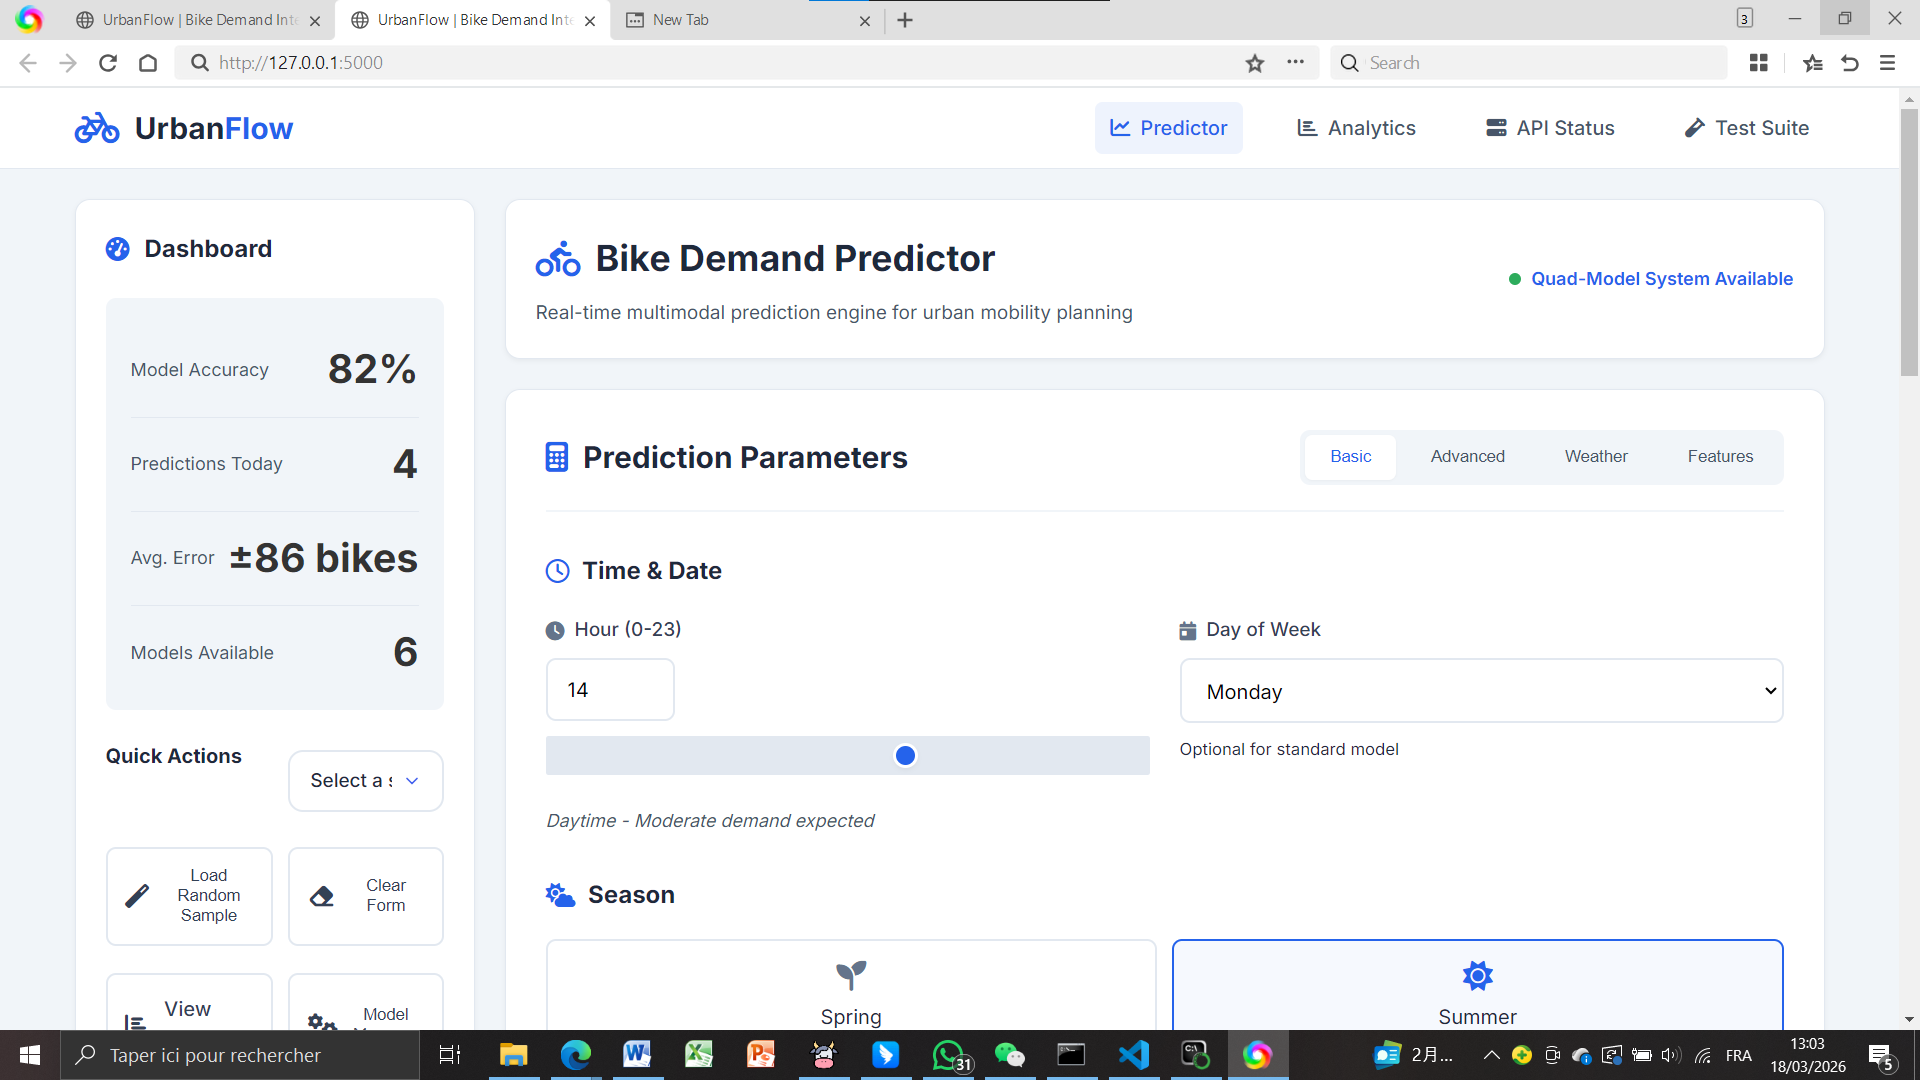 UrbanFlow | Bike Demand Inte
UrbanFlow | Bike Demand Inte
New Tab
3
http://127.0.0.1:5000
Search
UrbanFlow
Predictor
Analytics
API Status
Test Suite
Dashboard
Model Accuracy
82%
Predictions Today
4
Avg. Error
±86 bikes
Models Available
6
Quick Actions
Select a s
Load
Random
Sample
Clear
Form
View
Model
Bike Demand Predictor
Real-time multimodal prediction engine for urban mobility planning
Quad-Model System Available
Prediction Parameters
Basic
Advanced
Weather
Features
Time & Date
Hour (0-23)
14
Daytime - Moderate demand expected
Day of Week
Monday
Optional for standard model
Season
Spring
Summer
Taper ici pour rechercher
31
2月...
FRA
13:03
18/03/2026
5